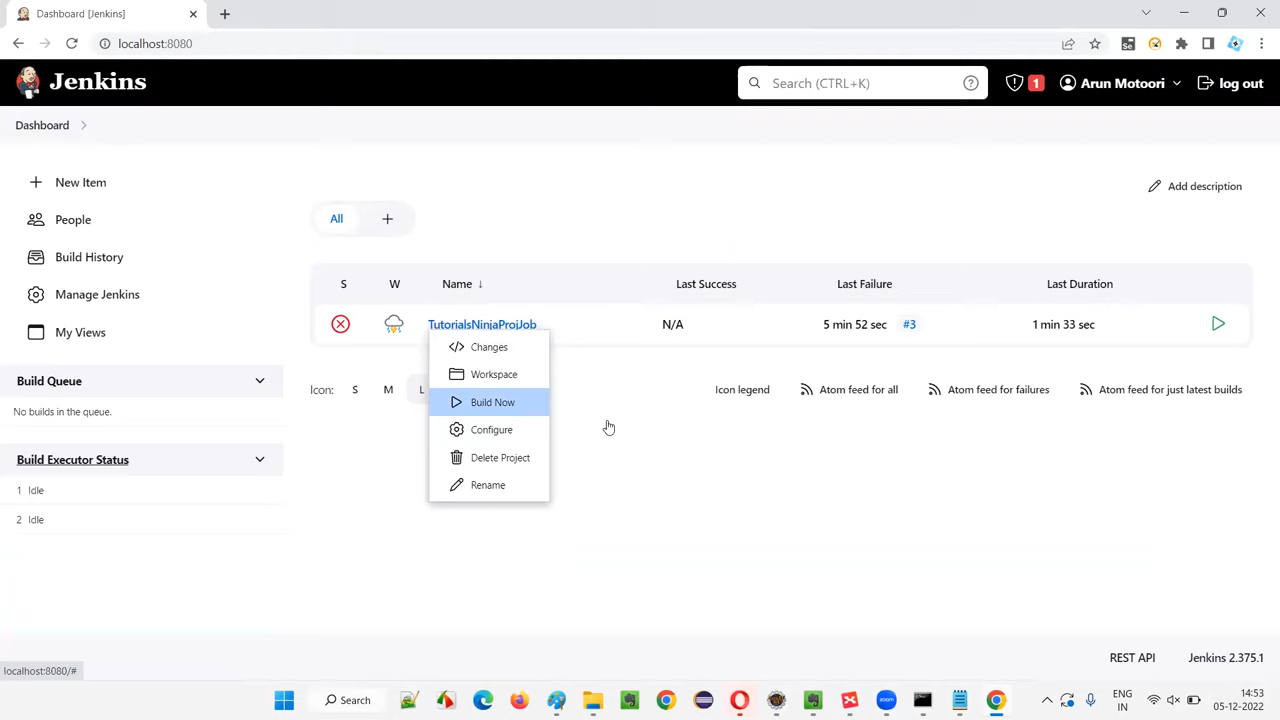 Dashboard [Jenkins]
localhost:8080
Jenkins
Search (CTRL+K)
1
Arun Motoori
log out
Dashboard
New Item
People
Build History
Manage Jenkins
My Views
Build Queue
No builds in the queue.
Build Executor Status
1 Idle
2 Idle
Add description
All
S W Name ↓ Last Success Last Failure Last Duration
TutorialsNinjaProjJob N/A 5 min 52 sec #3 1 min 33 sec
Changes
Workspace
Build Now
Configure
Delete Project
Rename
Icon: S M L
Icon legend Atom feed for all Atom feed for failures Atom feed for just latest builds
REST API Jenkins 2.375.1
localhost:8080/#
Search
zoom
ENG
IN
14:53
05-12-2022